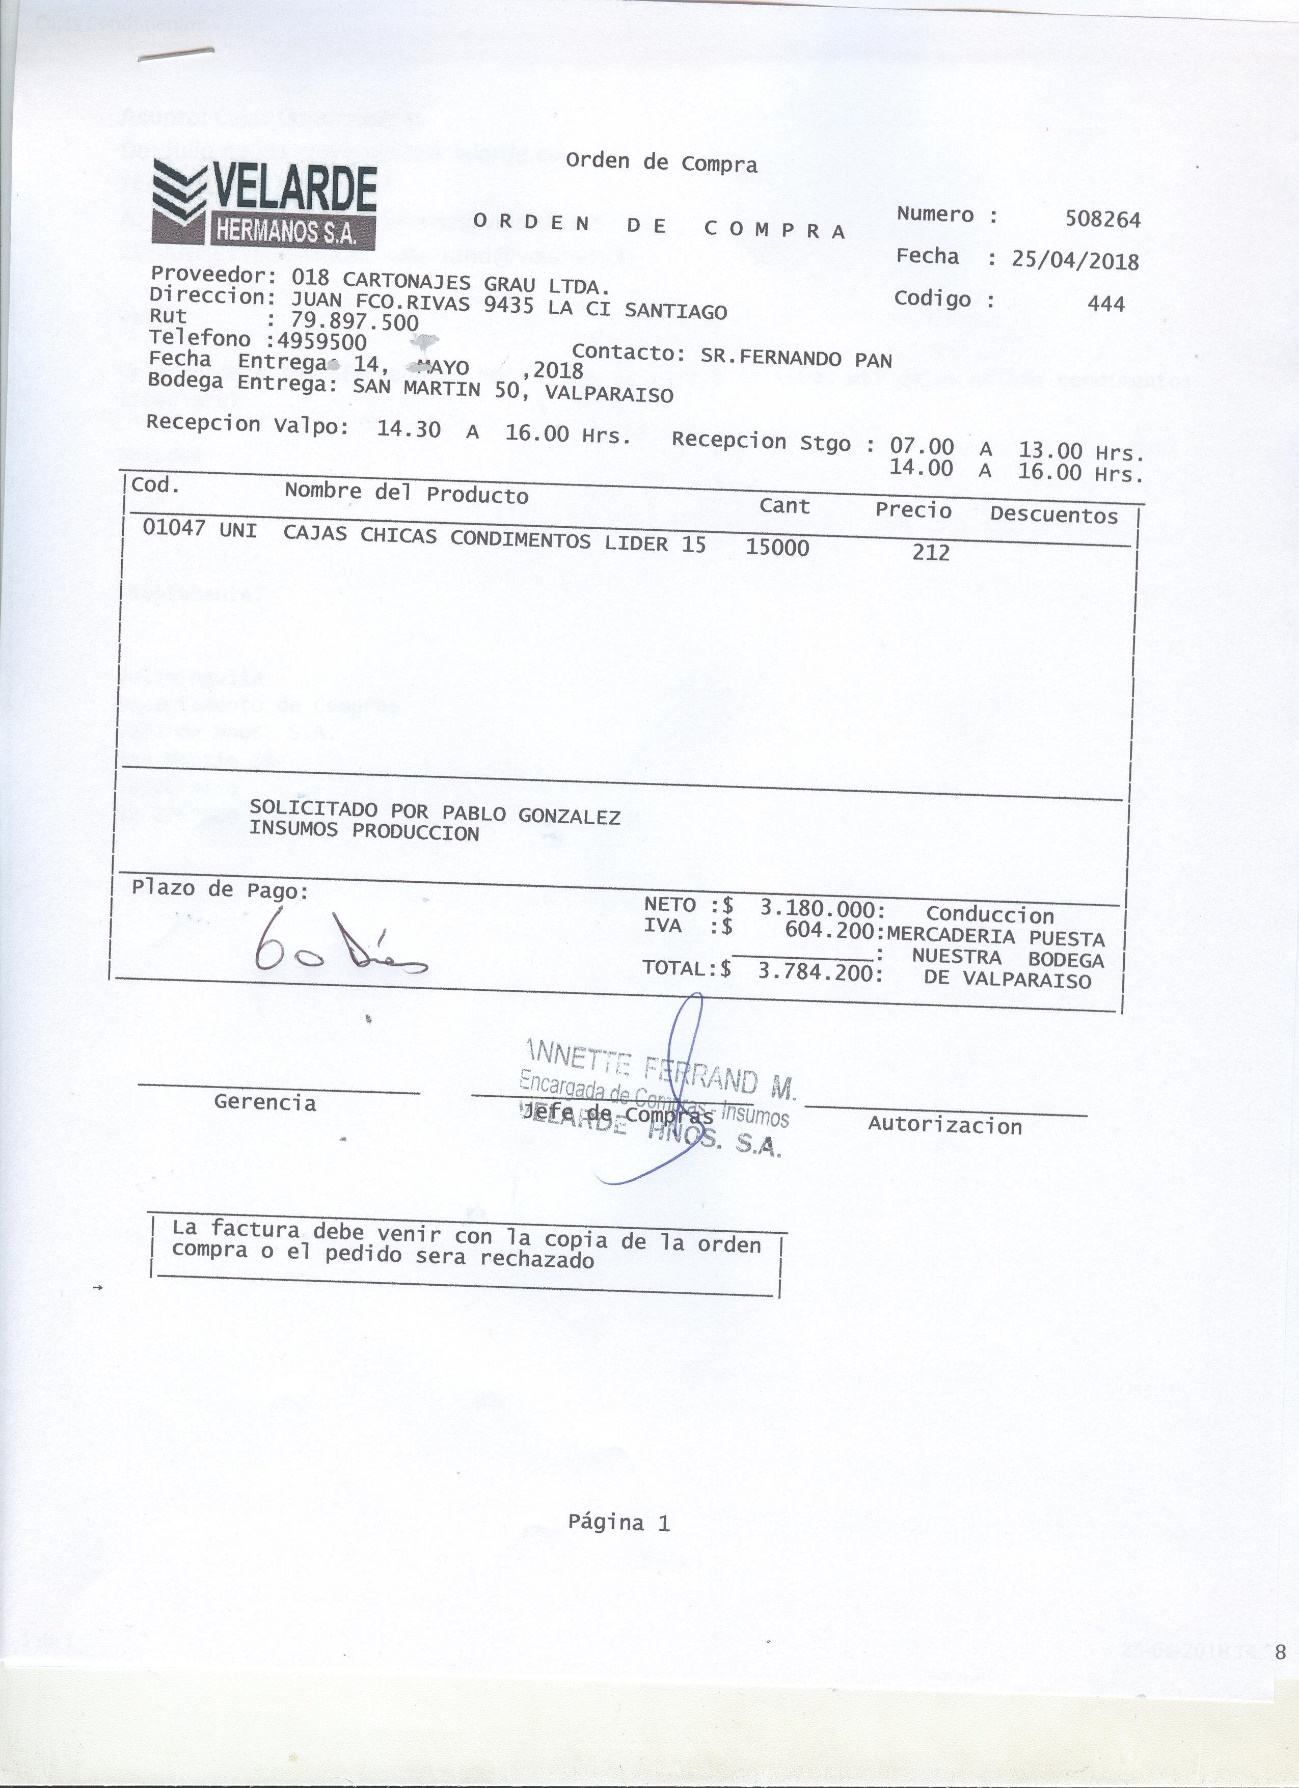 Orden de Compra
VELARDE
HERMANOS S.A.
ORDEN DE COMPRA
Numero : 508264
Fecha : 25/04/2018
Codigo : 444
Proveedor: 018 CARTONAJES GRAU LTDA.
Direccion: JUAN FCO.RIVAS 9435 LA CI SANTIAGO
Rut : 79.897.500
Telefono :4959500 Contacto: SR.FERNANDO PAN
Fecha Entrega 14, MAYO ,2018
Bodega Entrega: SAN MARTIN 50, VALPARAISO
Recepcion Valpo: 14.30 A 16.00 Hrs. Recepcion Stgo : 07.00 A 13.00 Hrs.
14.00 A 16.00 Hrs.
Cod. Nombre del Producto Cant Precio Descuentos
01047 UNI CAJAS CHICAS CONDIMENTOS LIDER 15 15000 212
SOLICITADO POR PABLO GONZALEZ
INSUMOS PRODUCCION
Plazo de Pago:
60 Días
NETO :$ 3.180.000: Conduccion
IVA :$ 604.200:MERCADERIA PUESTA
: NUESTRA BODEGA
TOTAL:$ 3.784.200: DE VALPARAISO
ANNETTE FERRAND M.
Encargada de Compras - Insumos
VELARDE HNOS. S.A.
Gerencia
Jefe de Compras
Autorizacion
La factura debe venir con la copia de la orden
compra o el pedido sera rechazado
Página 1
8